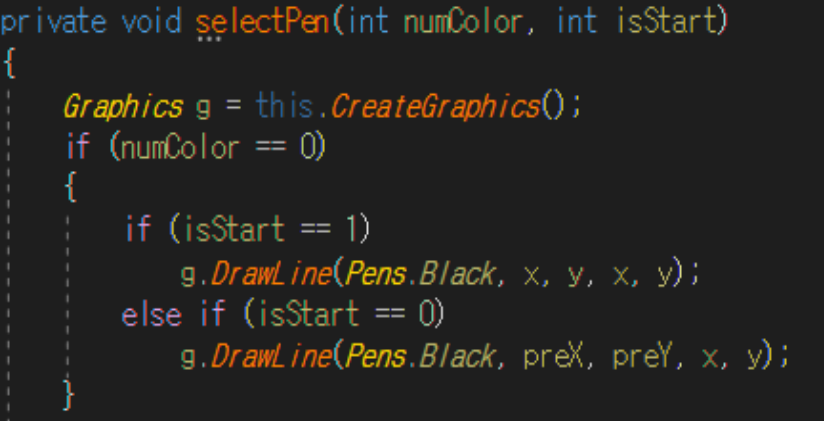 private void selectPen(int numColor, int isStart)
{
Graphics g = this.CreateGraphics();
if (numColor == 0)
{
if (isStart == 1)
g.DrawLine(Pens.Black, x, y, x, y);
else if (isStart == 0)
g.DrawLine(Pens.Black, preX, preY, x, y);
}